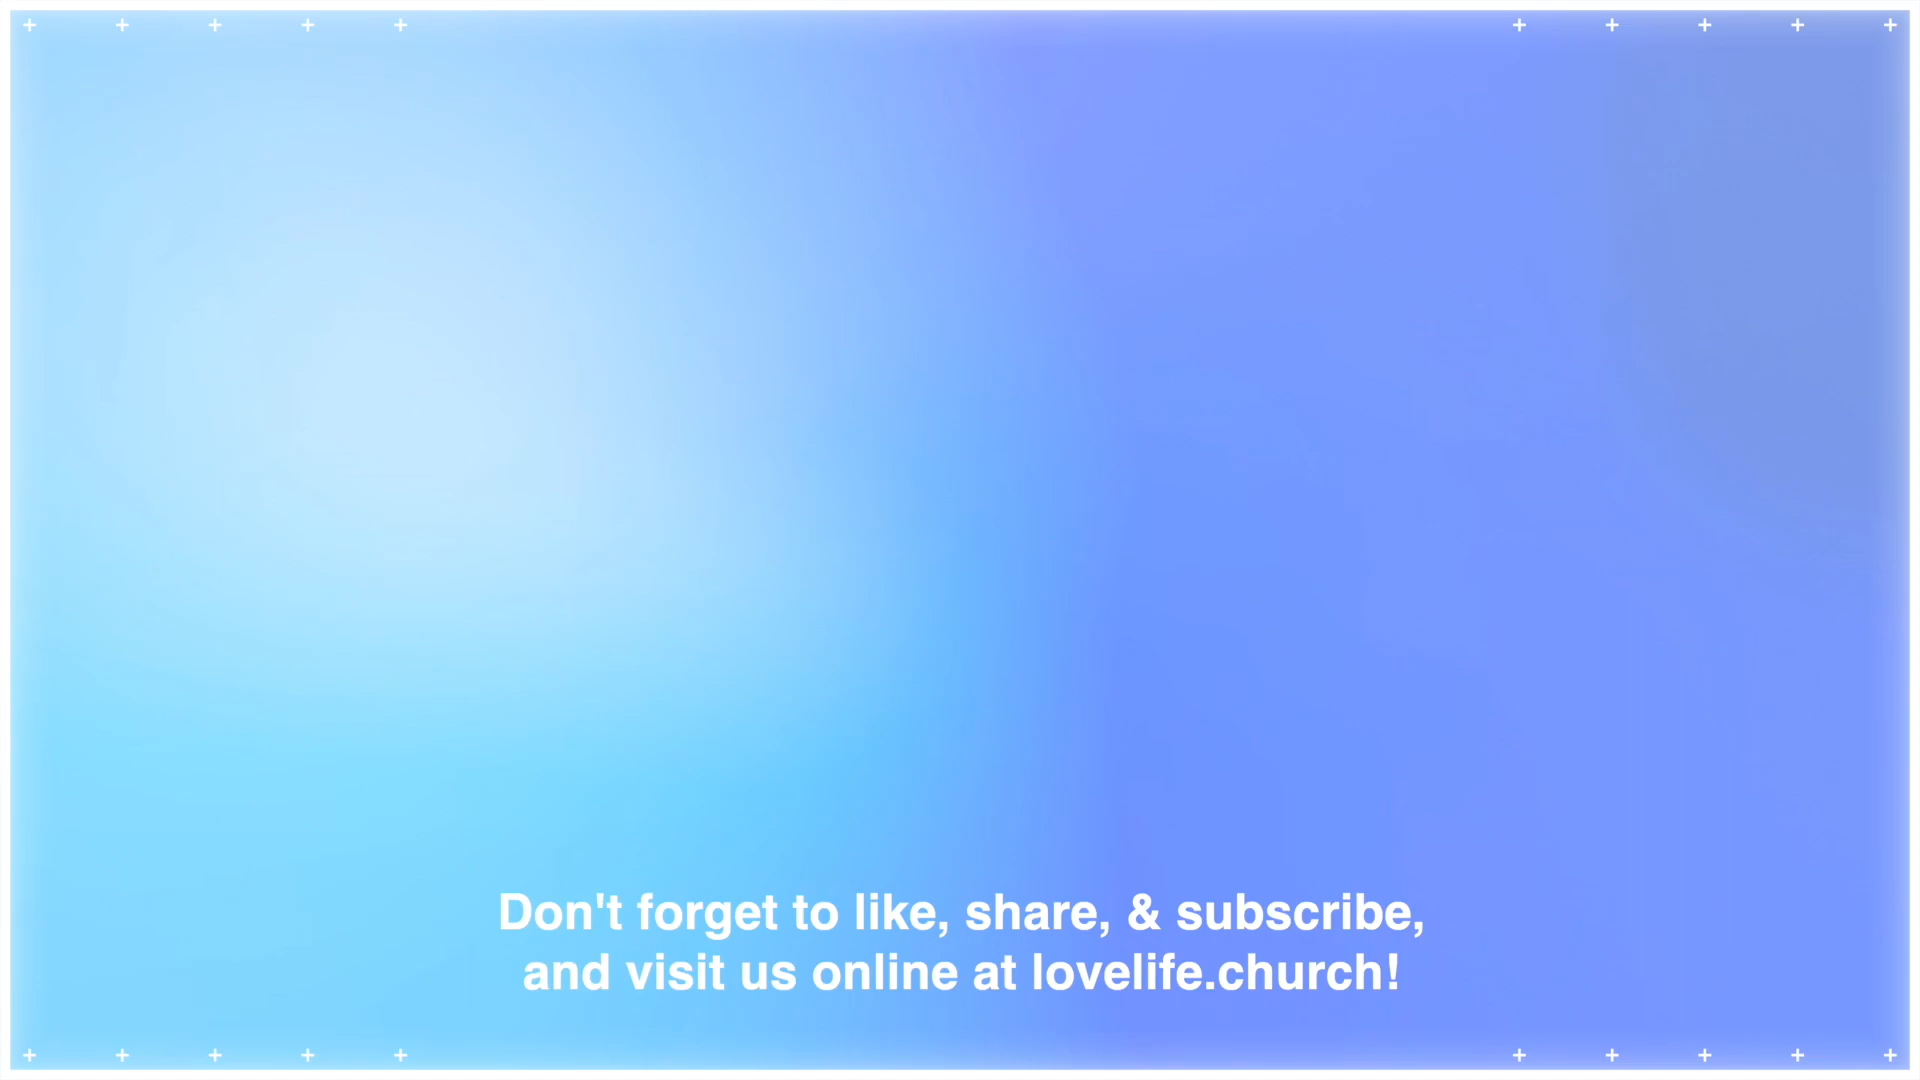 Don't forget to like, share, & subscribe,
and visit us online at lovelife.church!